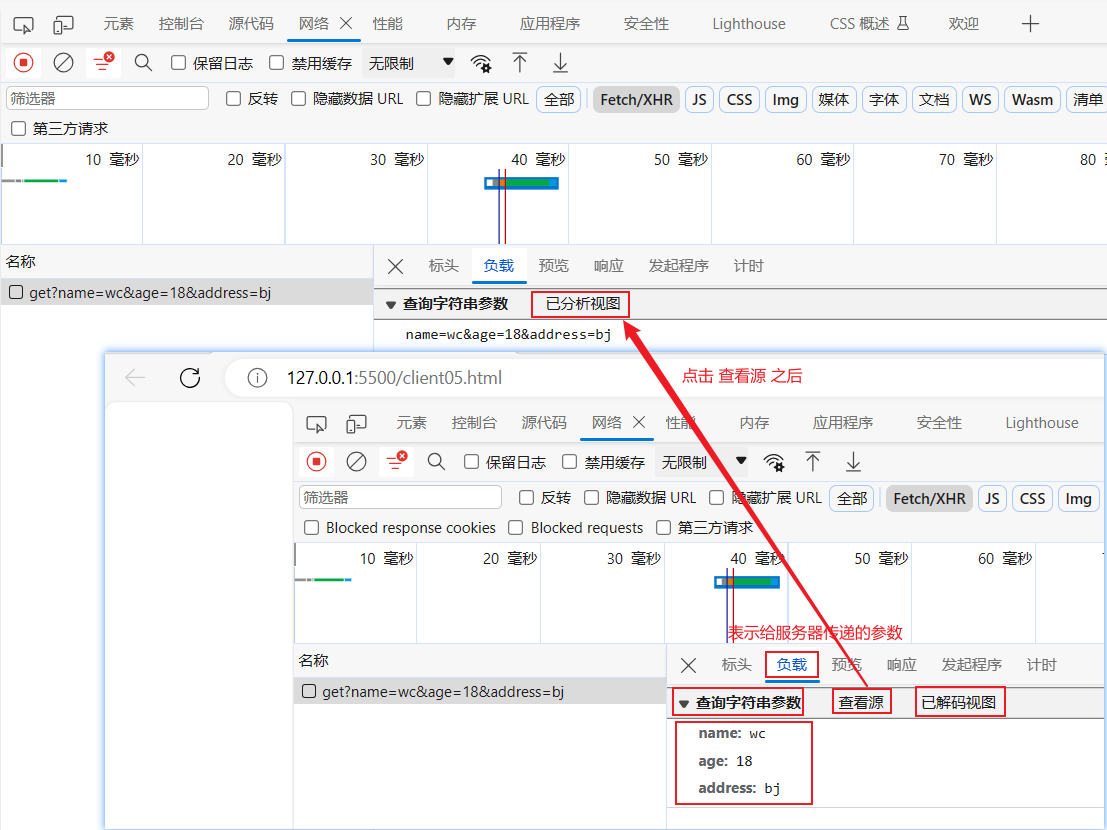 元素 控制台 源代码 网络 性能 内存 应用程序 安全性 Lighthouse CSS 概述 欢迎
保留日志 禁用缓存 无限制
筛选器 反转 隐藏数据 URL 隐藏扩展 URL 全部 Fetch/XHR JS CSS Img 媒体 字体 文档 WS Wasm 清单
第三方请求
10 毫秒 20 毫秒 30 毫秒 40 毫秒 50 毫秒 60 毫秒 70 毫秒 80
名称
get?name=wc&age=18&address=bj
标头 负载 预览 响应 发起程序 计时
查询字符串参数 已分析视图
name=wc&age=18&address=bj
127.0.0.1:5500/client05.html
点击 查看源 之后
元素 控制台 源代码 网络 性能 内存 应用程序 安全性 Lighthouse
保留日志 禁用缓存 无限制
筛选器 反转 隐藏数据 URL 隐藏扩展 URL 全部 Fetch/XHR JS CSS Img
Blocked response cookies Blocked requests 第三方请求
10 毫秒 20 毫秒 30 毫秒 40 毫秒 50 毫秒 60 毫秒
表示给服务器传递的参数
名称
get?name=wc&age=18&address=bj
标头 负载 预览 响应 发起程序 计时
查询字符串参数 查看源 已解码视图
name: wc
age: 18
address: bj